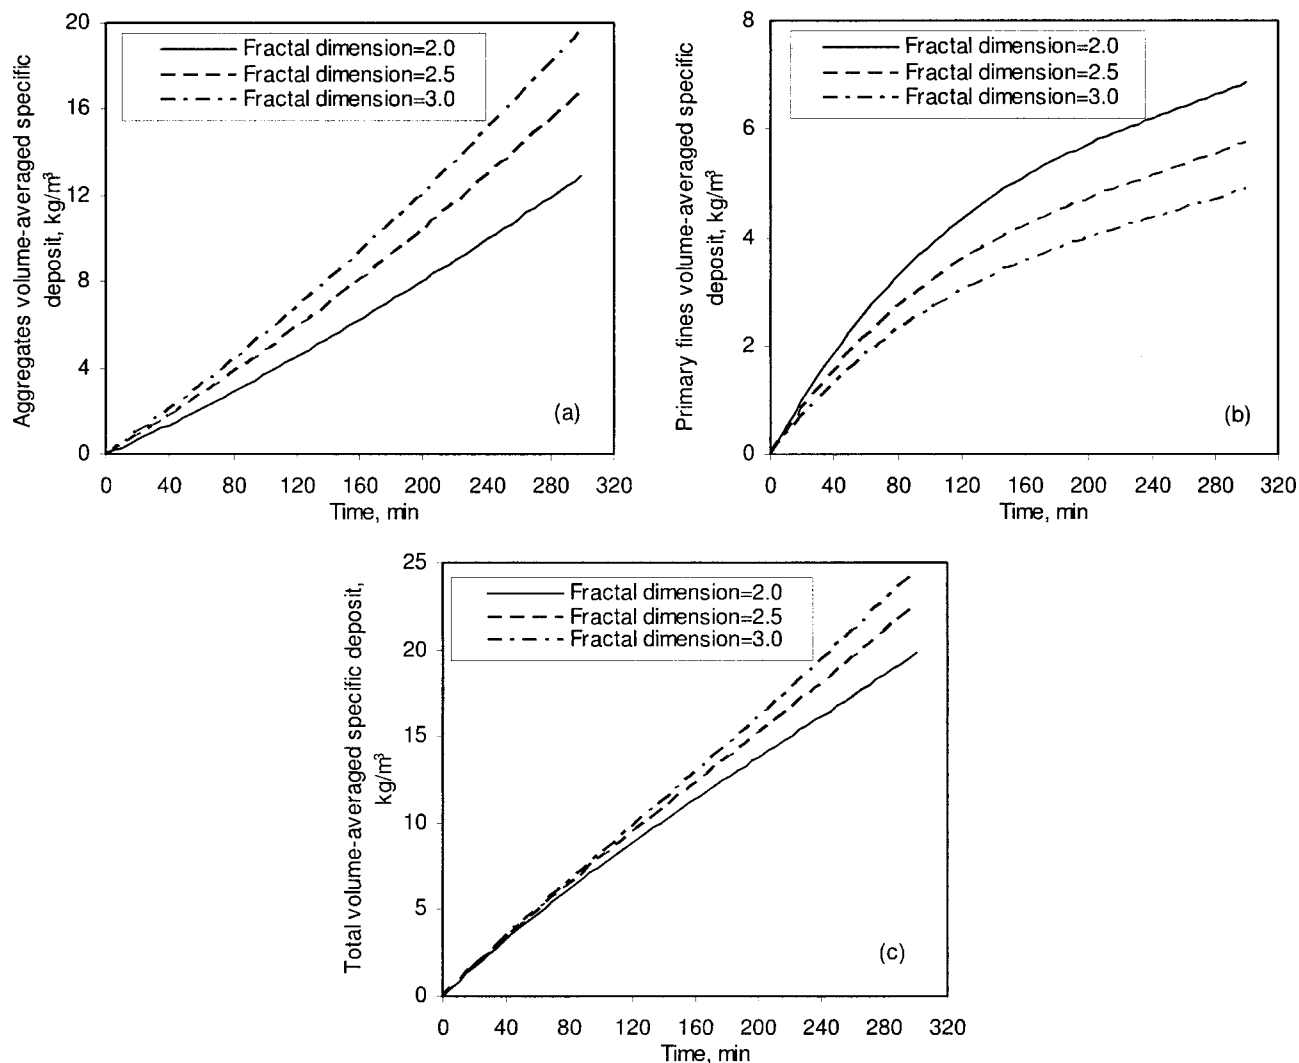 Aggregates volume-averaged specific
deposit, kg/m³
20
16
12
8
4
0
Fractal dimension=2.0
Fractal dimension=2.5
Fractal dimension=3.0
(a)
0 40 80 120 160 200 240 280 320
Time, min
Primary fines volume-averaged specific
deposit, kg/m³
8
6
4
2
0
Fractal dimension=2.0
Fractal dimension=2.5
Fractal dimension=3.0
(b)
0 40 80 120 160 200 240 280 320
Time, min
Total volume-averaged specific deposit,
kg/m³
25
20
15
10
5
0
Fractal dimension=2.0
Fractal dimension=2.5
Fractal dimension=3.0
(c)
0 40 80 120 160 200 240 280 320
Time, min